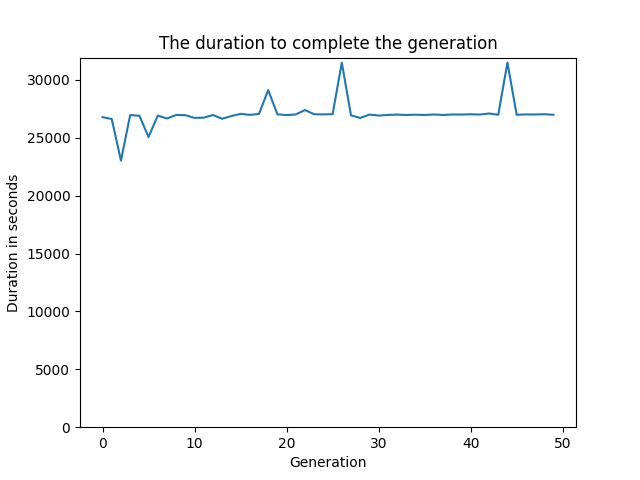 The duration to complete the generation
30000
25000
20000
15000
10000
5000
0
Duration in seconds
0 10 20 30 40 50
Generation